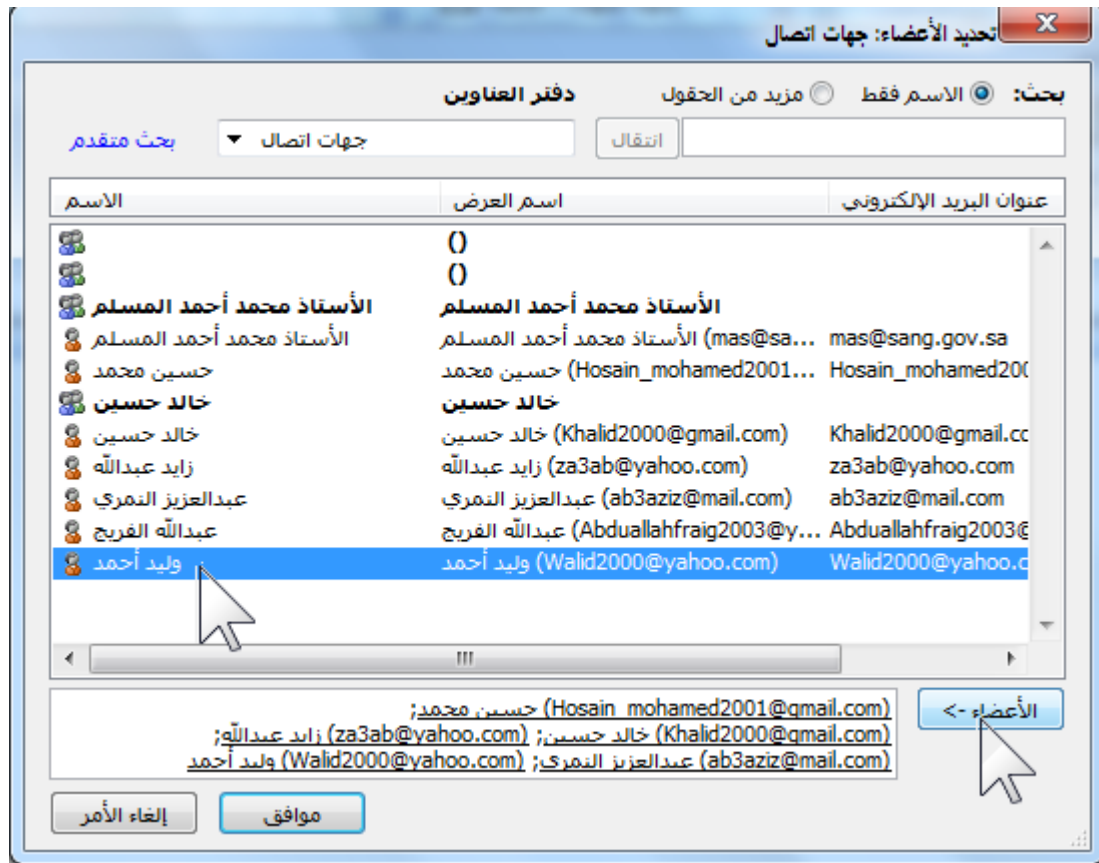 تحديد الأعضاء: جهات اتصال
بحث: الاسم فقط مزيد من الحقول دفتر العناوين
انتقال جهات اتصال بحث متقدم
الاسم اسم العرض عنوان البريد الإلكتروني
()
()
الأستاذ محمد أحمد المسلم الأستاذ محمد أحمد المسلم
الأستاذ محمد أحمد المسلم الأستاذ محمد أحمد المسلم (mas@sa... mas@sang.gov.sa
حسين محمد حسين محمد (Hosain_mohamed2001... Hosain_mohamed200
خالد حسين خالد حسين
خالد حسين خالد حسين (Khalid2000@gmail.com) Khalid2000@gmail.cc
زايد عبدالله زايد عبدالله (za3ab@yahoo.com) za3ab@yahoo.com
عبدالعزيز النمري عبدالعزيز النمري (ab3aziz@mail.com) ab3aziz@mail.com
عبدالله الفريح عبدالله الفريح (Abduallahfraig2003@y... Abduallahfraig2003@
وليد أحمد وليد أحمد (Walid2000@yahoo.com) Walid2000@yahoo.c
الأعضاء ->
حسين محمد (Hosain_mohamed2001@gmail.com);
خالد حسين (Khalid2000@gmail.com); زايد عبدالله (za3ab@yahoo.com);
عبدالعزيز النمري (ab3aziz@mail.com); وليد أحمد (Walid2000@yahoo.com)
موافق إلغاء الأمر